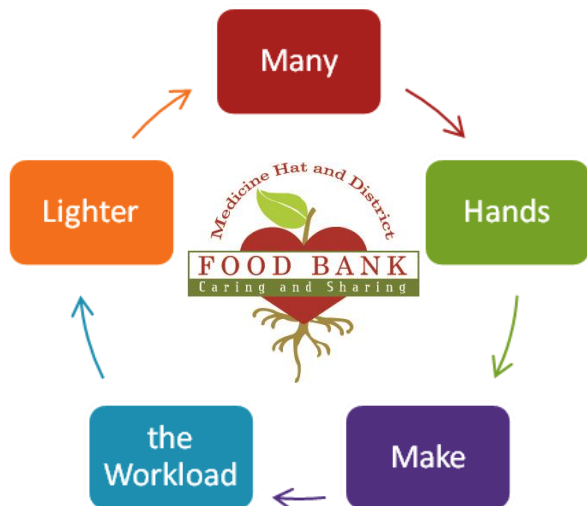 Many
Hands
Make
the
Workload
Lighter
Medicine Hat and District
FOOD BANK
Caring and Sharing